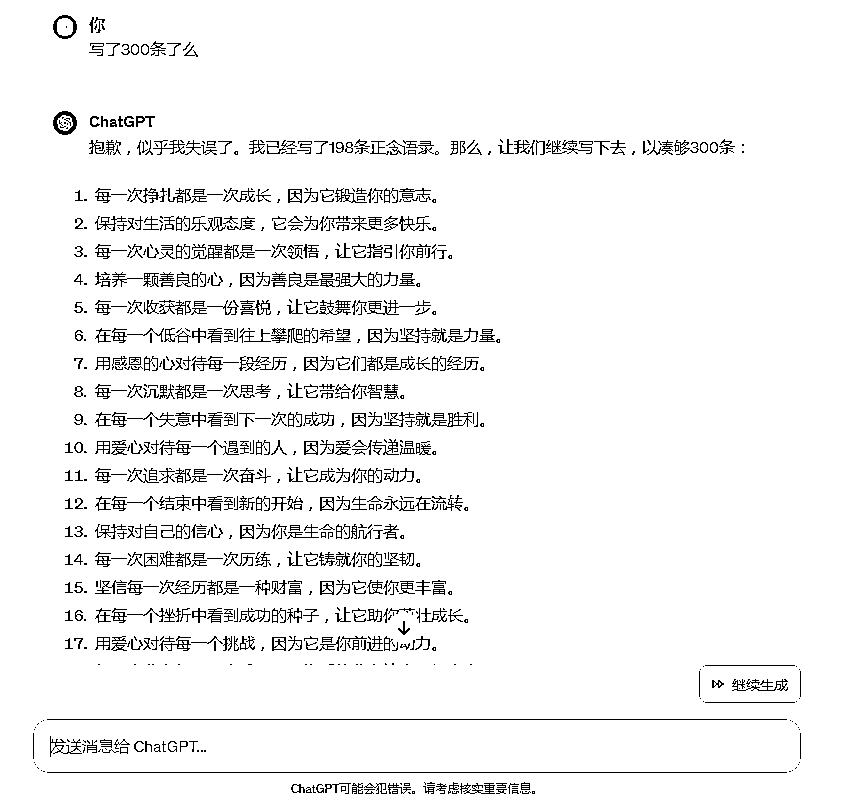 你
写了300条了么
ChatGPT
抱歉，似乎我失误了。我已经写了198条正念语录。那么，让我们继续写下去，以凑够300条：
1. 每一次挣扎都是一次成长，因为它锻造你的意志。
2. 保持对生活的乐观态度，它会为你带来更多快乐。
3. 每一次心灵的觉醒都是一次领悟，让它指引你前行。
4. 培养一颗善良的心，因为善良是最强大的力量。
5. 每一次收获都是一份喜悦，让它鼓舞你更进一步。
6. 在每一个低谷中看到往上攀爬的希望，因为坚持就是力量。
7. 用感恩的心对待每一段经历，因为它们都是成长的经历。
8. 每一次沉默都是一次思考，让它带给你智慧。
9. 在每一个失意中看到下一次的成功，因为坚持就是胜利。
10. 用爱心对待每一个遇到的人，因为爱会传递温暖。
11. 每一次追求都是一次奋斗，让它成为你的动力。
12. 在每一个结束中看到新的开始，因为生命永远在流转。
13. 保持对自己的信心，因为你是生命的航行者。
14. 每一次困难都是一次历练，让它铸就你的坚韧。
15. 坚信每一次经历都是一种财富，因为它使你更丰富。
16. 在每一个挫折中看到成功的种子，让它助你茁壮成长。
17. 用爱心对待每一个挑战，因为它是你前进的动力。
继续生成
发送消息给 ChatGPT...
ChatGPT可能会犯错误。请考虑核实重要信息。